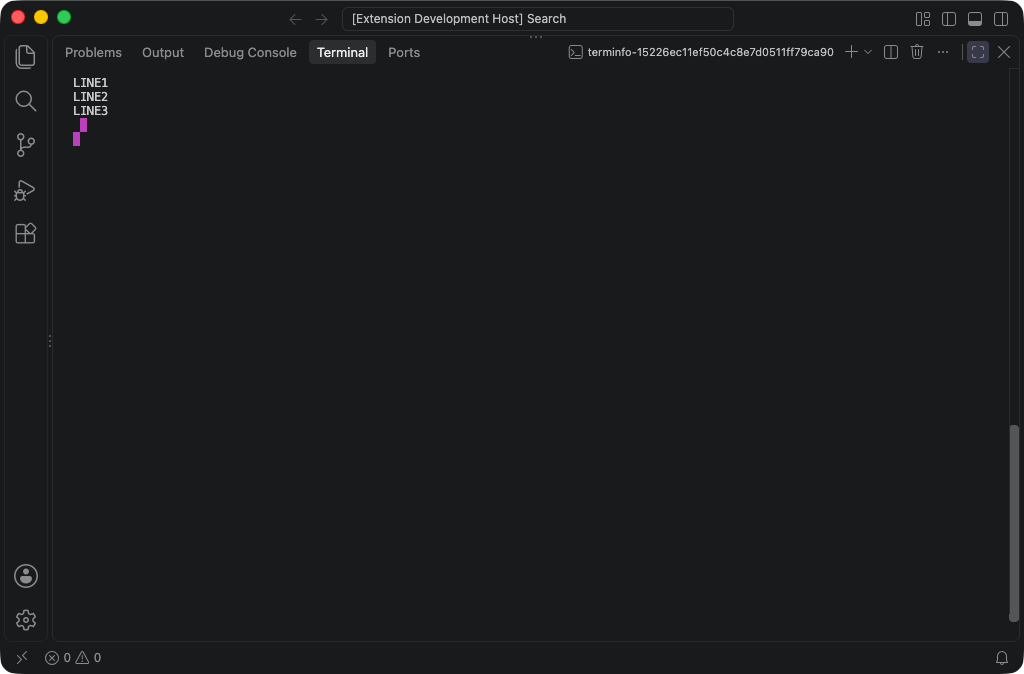 [Extension Development Host] Search
Problems Output Debug Console Terminal Ports terminfo-15226ec11ef50c4c8e7d0511ff79ca90
LINE1
LINE2
LINE3
0 0